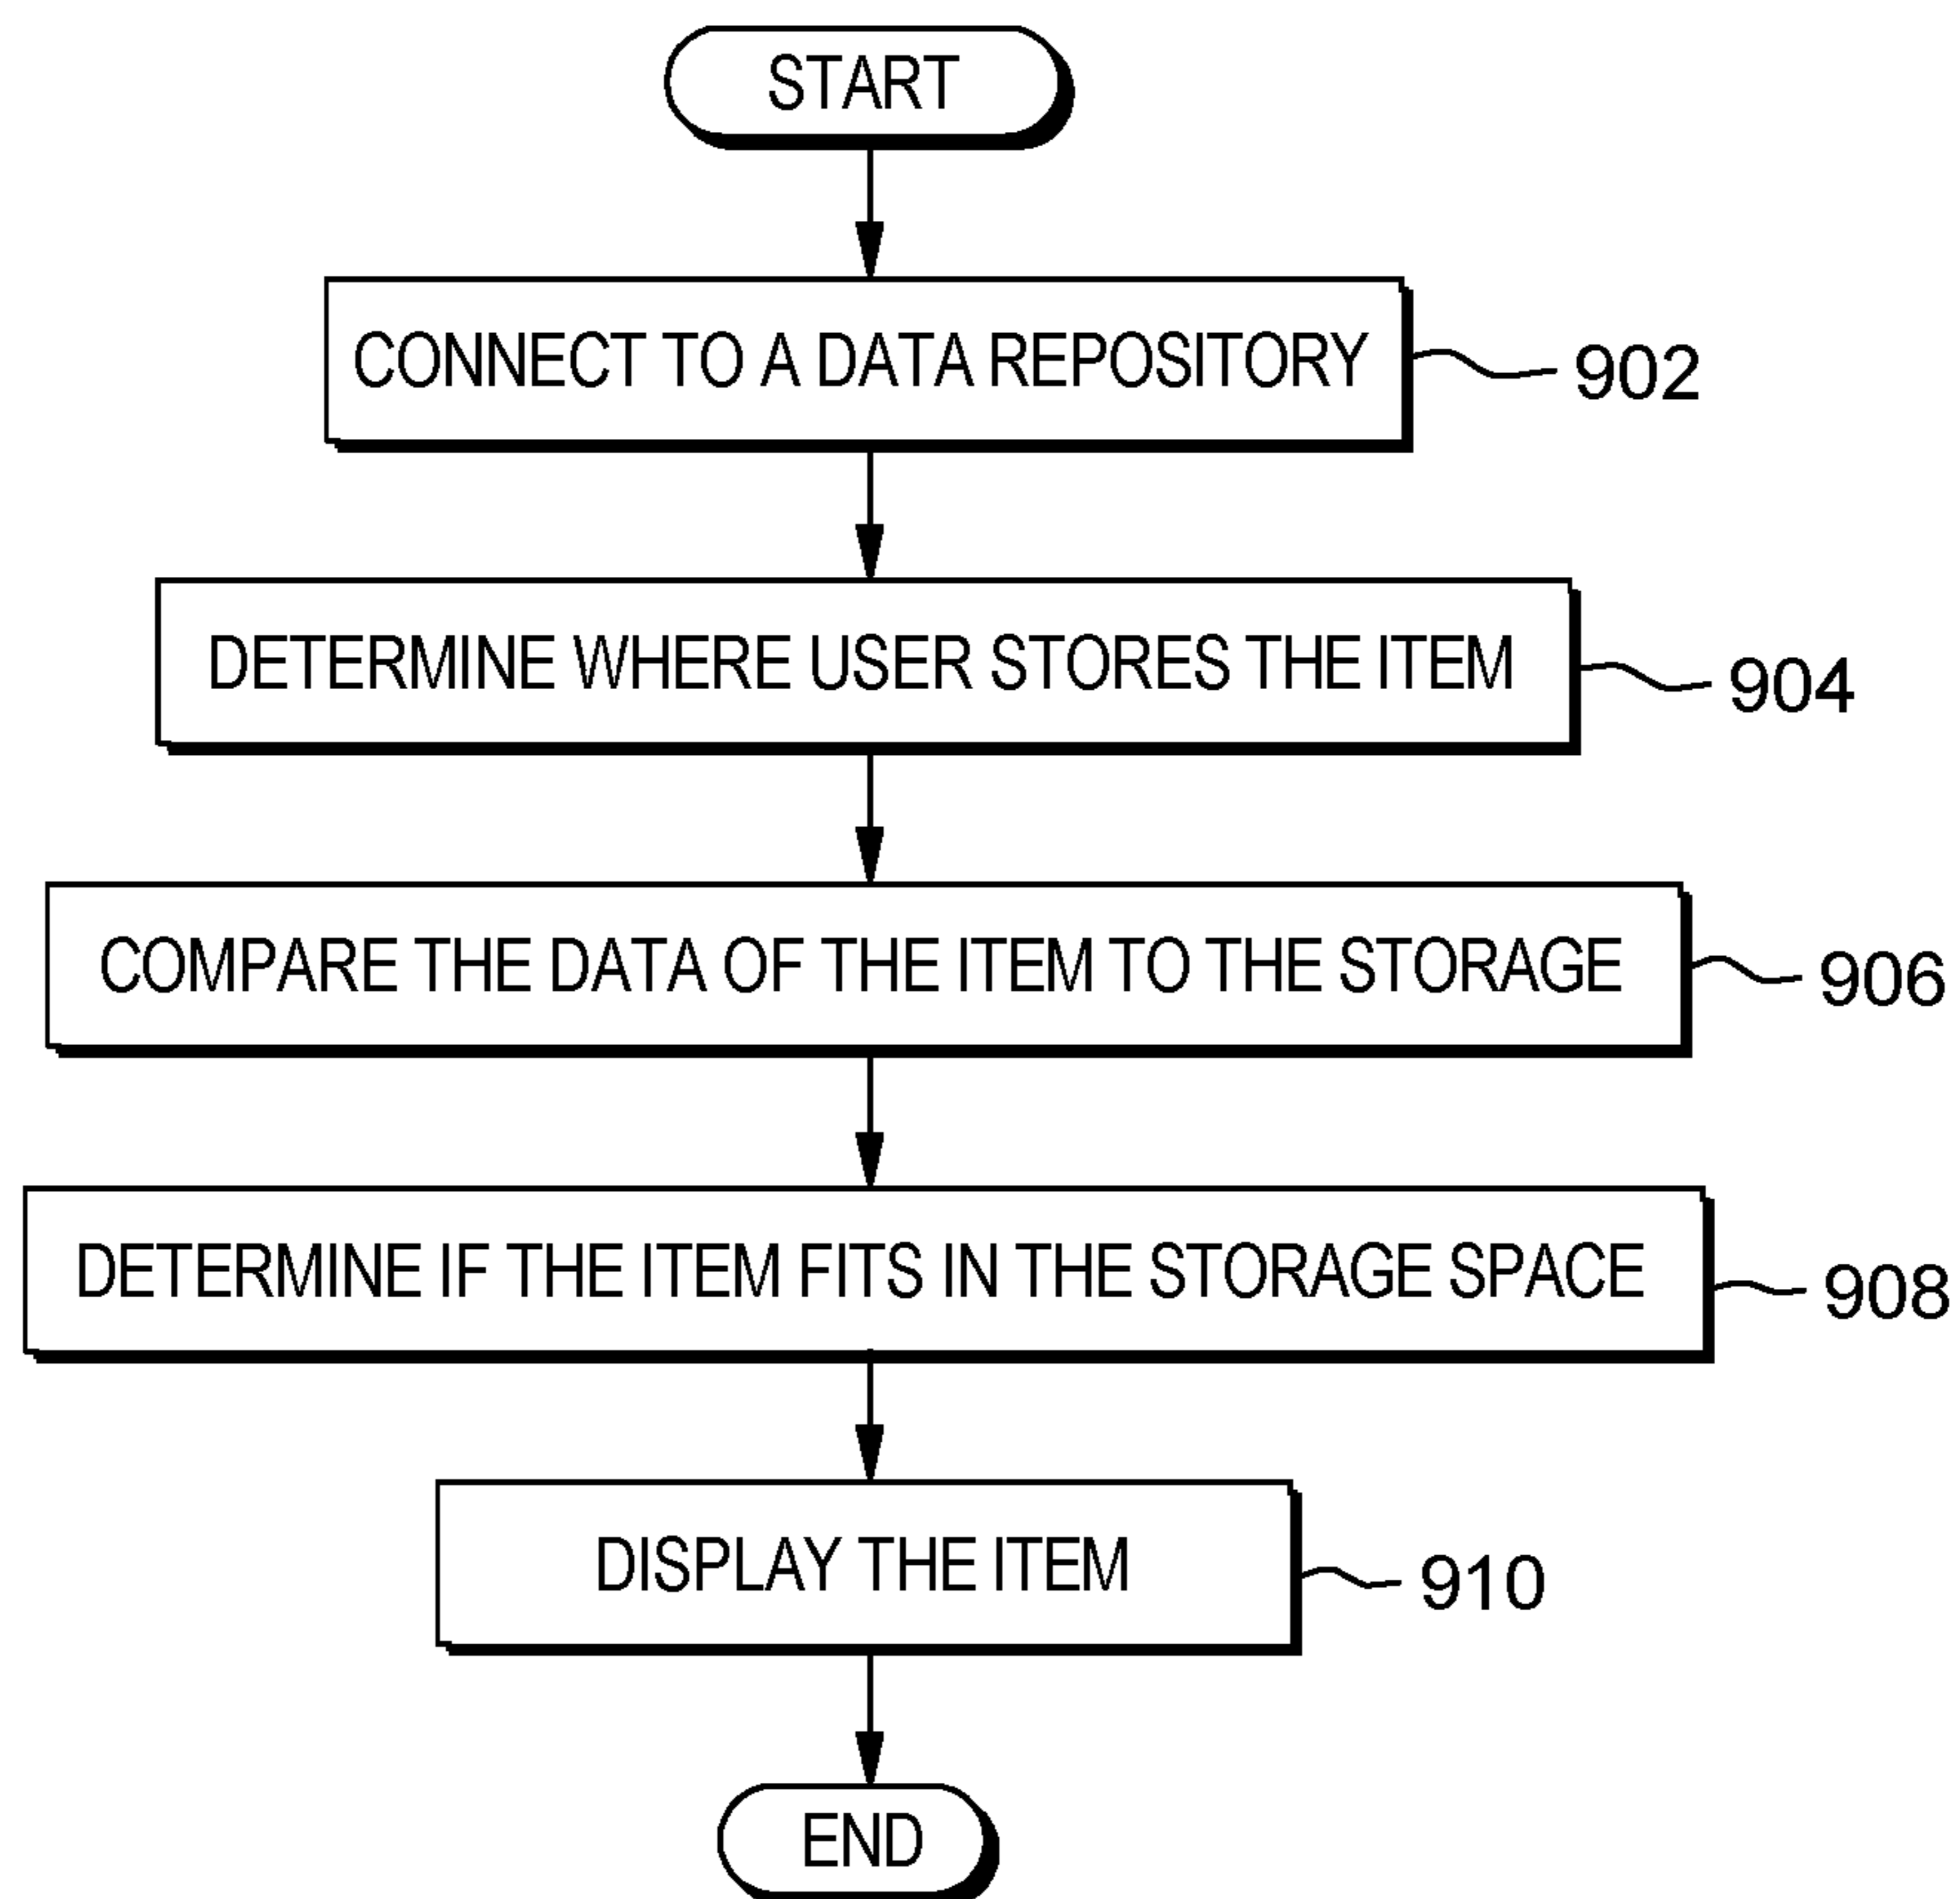 START
CONNECT TO A DATA REPOSITORY
902
DETERMINE WHERE USER STORES THE ITEM
904
COMPARE THE DATA OF THE ITEM TO THE STORAGE
906
DETERMINE IF THE ITEM FITS IN THE STORAGE SPACE
908
DISPLAY THE ITEM
910
END